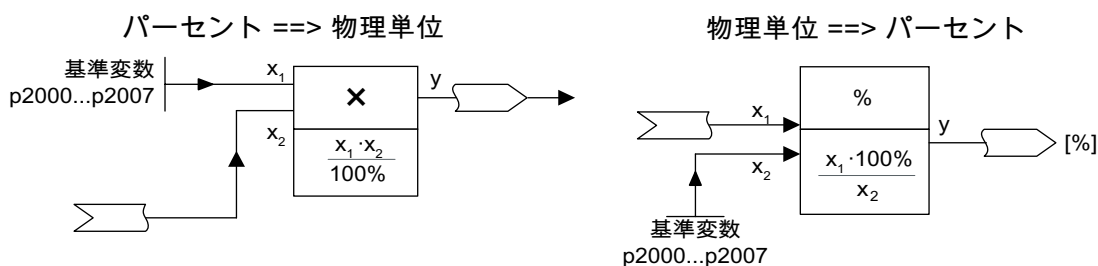 パーセント ==> 物理単位
基準変数
p2000...p2007
x1
x2
×
x1 · x2
100%
y
物理単位 ==> パーセント
x1
x2
%
x1 · 100%
x2
y
[%]
基準変数
p2000...p2007